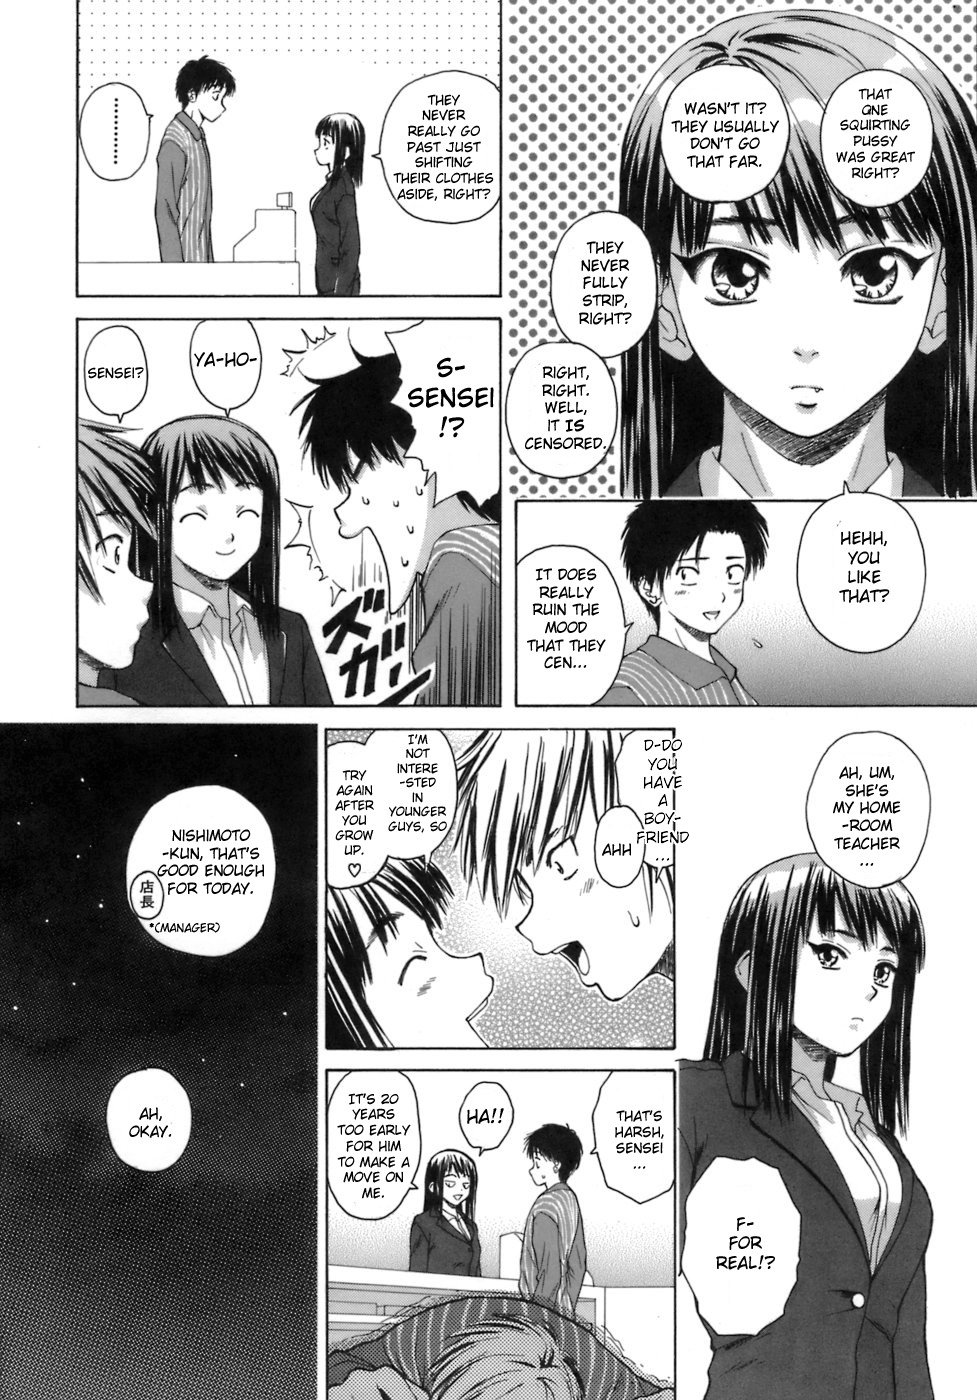 THAT
ONE
SQUIRTING
PUSSY
WAS GREAT
RIGHT?
WASN'T IT?
THEY USUALLY
DON'T GO
THAT FAR.
THEY
NEVER
FULLY
STRIP,
RIGHT?
RIGHT,
RIGHT.
WELL,
IT IS
CENSORED.
THEY
NEVER
REALLY GO
PAST JUST
SHIFTING
THEIR CLOTHES
ASIDE, RIGHT?
.........
HEHH,
YOU
LIKE
THAT?
IT DOES
REALLY
RUIN THE
MOOD
THAT THEY
CEN...
S-
SENSEI
!?
YA-HO-
SENSEI?
ズガーン
AH, UM,
SHE'S
MY HOME
-ROOM
TEACHER
...
F-
FOR
REAL!?
D-DO
YOU
HAVE
A
BOY-
FRIEND
...
AHH
I'M
NOT
INTERE
-STED
IN
YOUNGER
GUYS, SO
TRY
AGAIN
AFTER
YOU
GROW
UP.
♡
THAT'S
HARSH,
SENSEI
...
HA!!
IT'S 20
YEARS
TOO EARLY
FOR HIM
TO MAKE A
MOVE ON
ME.
NISHIMOTO
-KUN, THAT'S
GOOD ENOUGH
FOR TODAY.
店長
*(MANAGER)
AH,
OKAY.